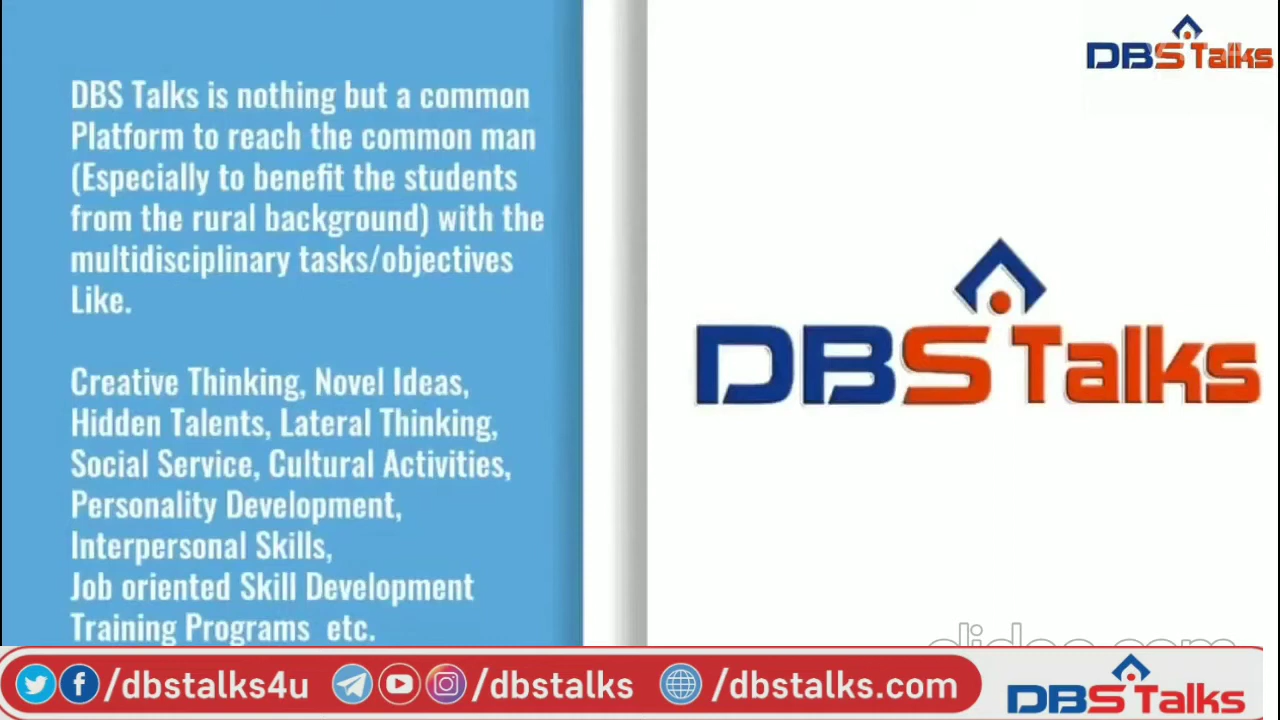 DBS Talks
DBS Talks is nothing but a common
Platform to reach the common man
(Especially to benefit the students
from the rural background) with the
multidisciplinary tasks/objectives
Like.
Creative Thinking, Novel Ideas,
Hidden Talents, Lateral Thinking,
Social Service, Cultural Activities,
Personality Development,
Interpersonal Skills,
Job oriented Skill Development
Training Programs etc.
DBS Talks
/dbstalks4u
/dbstalks
/dbstalks.com
DBS Talks